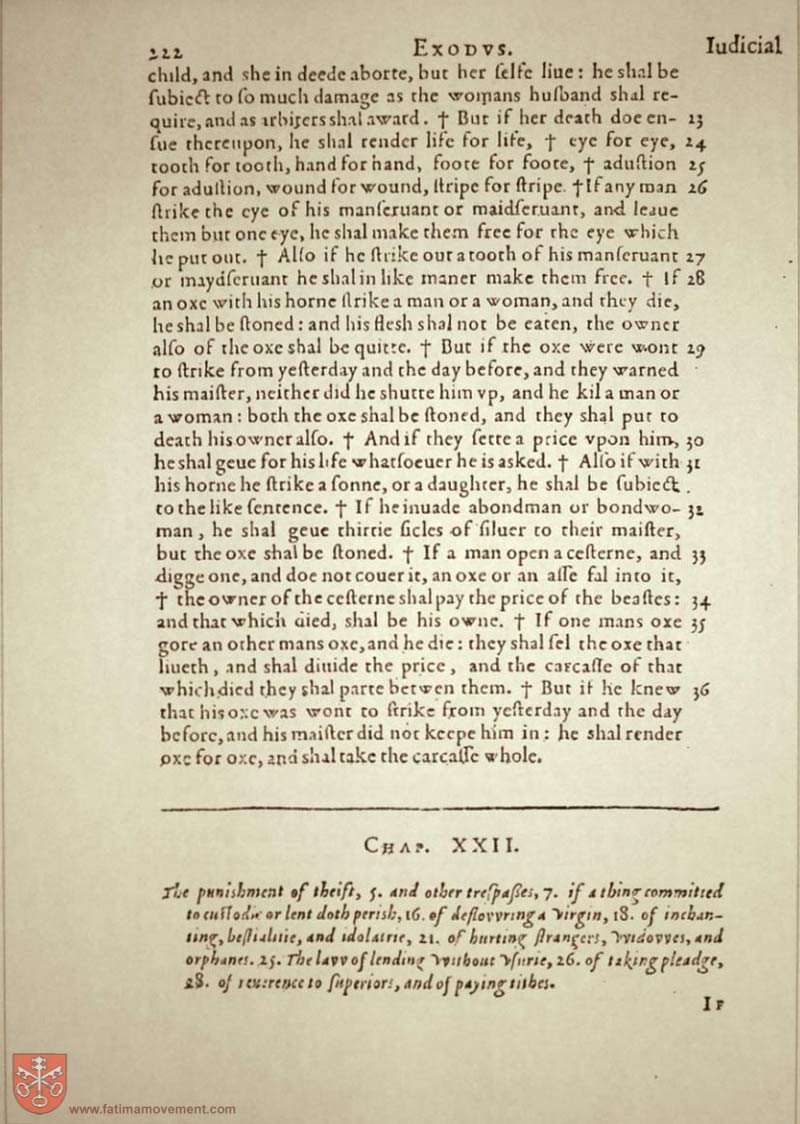 222 EXODVS. Iudicial
child, and she in deede aborte, but her ſelfe liue: he shal be
ſubiect to ſo much damage as the womans huſband shal re-
quire, and as arbiters shal award. † But if her death doe en- 23
ſue thereupon, he shal render life for life, † eye for eye, 24
tooth for tooth, hand for hand, foote for foote, † aduſtion 25
for aduſtion, wound for wound, ſtripe for ſtripe. † If any man 26
ſtrike the eye of his manſeruant or maidſeruant, and leaue
them but one eye, he shal make them free for the eye which
he put out. † Alſo if he ſtrike out a tooth of his manſeruant 27
or maydſeruant he shal in like maner make them free. † If 28
an oxe with his horne ſtrike a man or a woman, and they die,
he shal be ſtoned: and his flesh shal not be eaten, the owner
alſo of the oxe shal be quitte. † But if the oxe were wont 29
to ſtrike from yeſterday and the day before, and they warned
his maiſter, neither did he shutte him vp, and he kil a man or
a woman: both the oxe shal be ſtoned, and they shal put to
death his owner alſo. † And if they ſette a price vpon him, 30
he shal geue for his life whatſoeuer he is asked. † Alſo if with 31
his horne he ſtrike a ſonne, or a daughter, he shal be ſubiect
to the like ſentence. † If he inuade a bondman or bondwo- 32
man, he shal geue thirtie ſicles of ſiluer to their maiſter,
but the oxe shal be ſtoned. † If a man open a ceſterne, and 33
digge one, and doe not couer it, an oxe or an aſſe fal into it,
† the owner of the ceſterne shal pay the price of the beaſtes: 34
and that which died, shal be his owne. † If one mans oxe 35
gore an other mans oxe, and he die: they shal ſel the oxe that
liueth, and shal diuide the price, and the carcaſſe of that
which died they shal parte betwen them. † But if he knew 36
that his oxe was wont to ſtrike from yeſterday and the day
before, and his maiſter did not keepe him in: he shal render
oxe for oxe, and shal take the carcaſſe whole.
CHAP. XXII.
The punishment of theift, 5. and other treſpaßes, 7. if a thing committed
to cuſtodie or lent doth perish, 16. of deflovvring a Virgin, 18. of inchan-
ting, beſtialitie, and idolatrie, 21. of hurting ſtrangers, VVidovves, and
orphanes. 25. The lavv of lending VVithout Vſurie, 26. of taking pleadge,
28. of reuerence to ſuperiors, and of paying tithes.
IF
www.fatimamovement.com